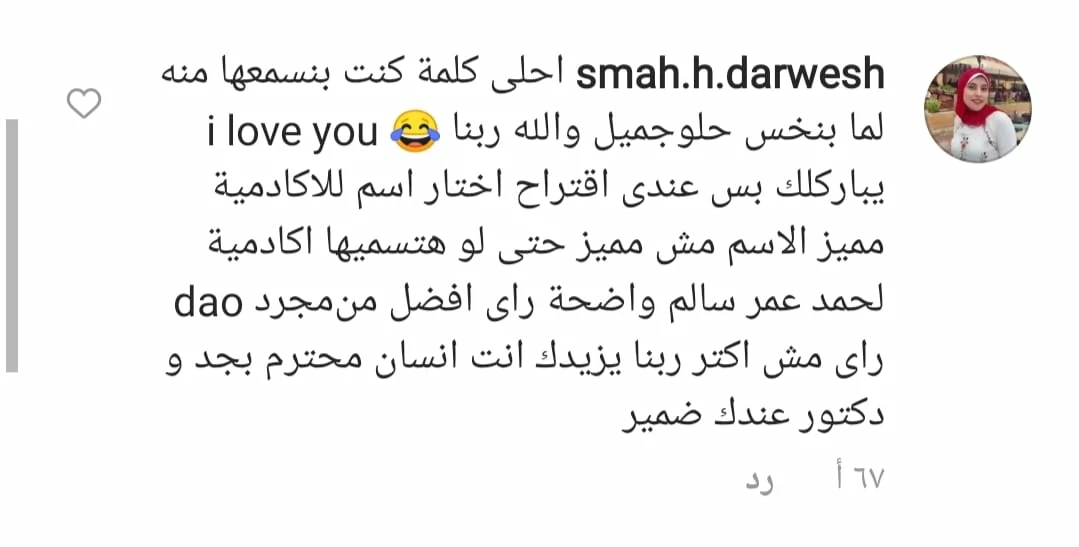 smah.h.darwesh احلى كلمة كنت بنسمعها منه
لما بنخس حلوجميل والله ربنا 😂 i love you
يباركلك بس عندى اقتراح اختار اسم للاكادمية
مميز الاسم مش مميز حتى لو هتسميها اكادمية
لحمد عمر سالم واضحة راى افضل من مجرد dao
راى مش اكتر ربنا يزيدك انت انسان محترم بجد و
دكتور عندك ضمير
٦٧ أ رد